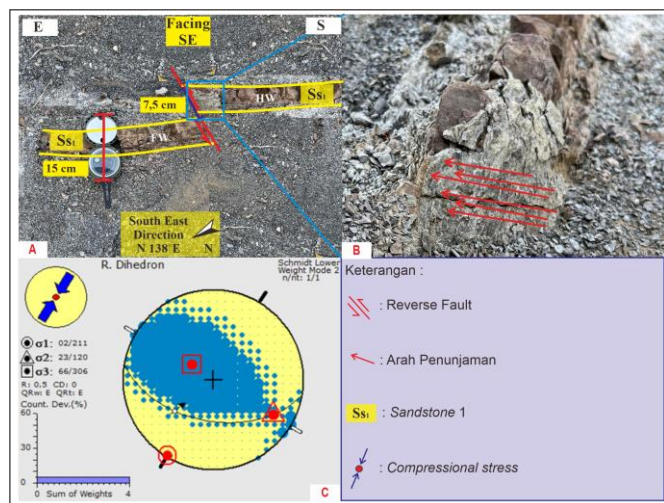 E
Facing
SE
S
7,5 cm
HW
Ss1
Ss1
FW
15 cm
South East
Direction
N 138 E
N
A
B
R. Dihedron
Schmidt Lower
Weight Mode 2
n/nt: 1/1
σ1: 02/211
σ2: 23/120
σ3: 66/306
R: 0.5 CD: 0
QRw: E QRt: E
Count. Dev.(%)
60
30
0
0 Sum of Weights 4
C
Keterangan :
: Reverse Fault
: Arah Penunjaman
Ss1 : Sandstone 1
: Compressional stress